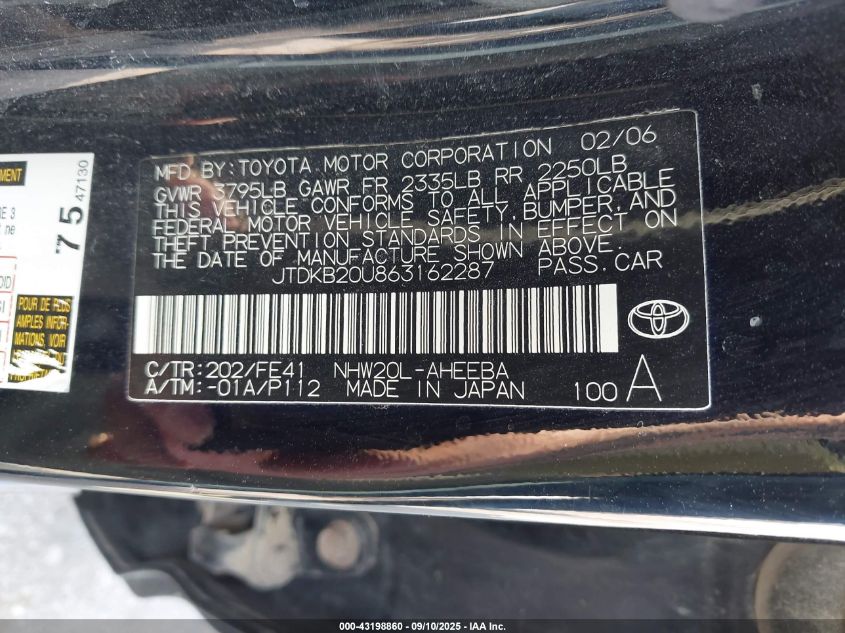 MFD BY: TOYOTA MOTOR CORPORATION 02/06
GVWR 3795LB GAWR FR 2335LB RR 2250LB
THIS VEHICLE CONFORMS TO ALL APPLICABLE
FEDERAL MOTOR VEHICLE SAFETY, BUMPER, AND
THEFT PREVENTION STANDARDS IN EFFECT ON
THE DATE OF MANUFACTURE SHOWN ABOVE.
JTDKB20U863162287 PASS.CAR
C/TR:202/FE41 NHW20L-AHEEBA
A/TM:-01A/P112 MADE IN JAPAN 100 A
75 47130
POUR DE PLUS
AMPLES INFOR-
MATIONS, VOIR
000-43198860 - 09/10/2025 - IAA Inc.